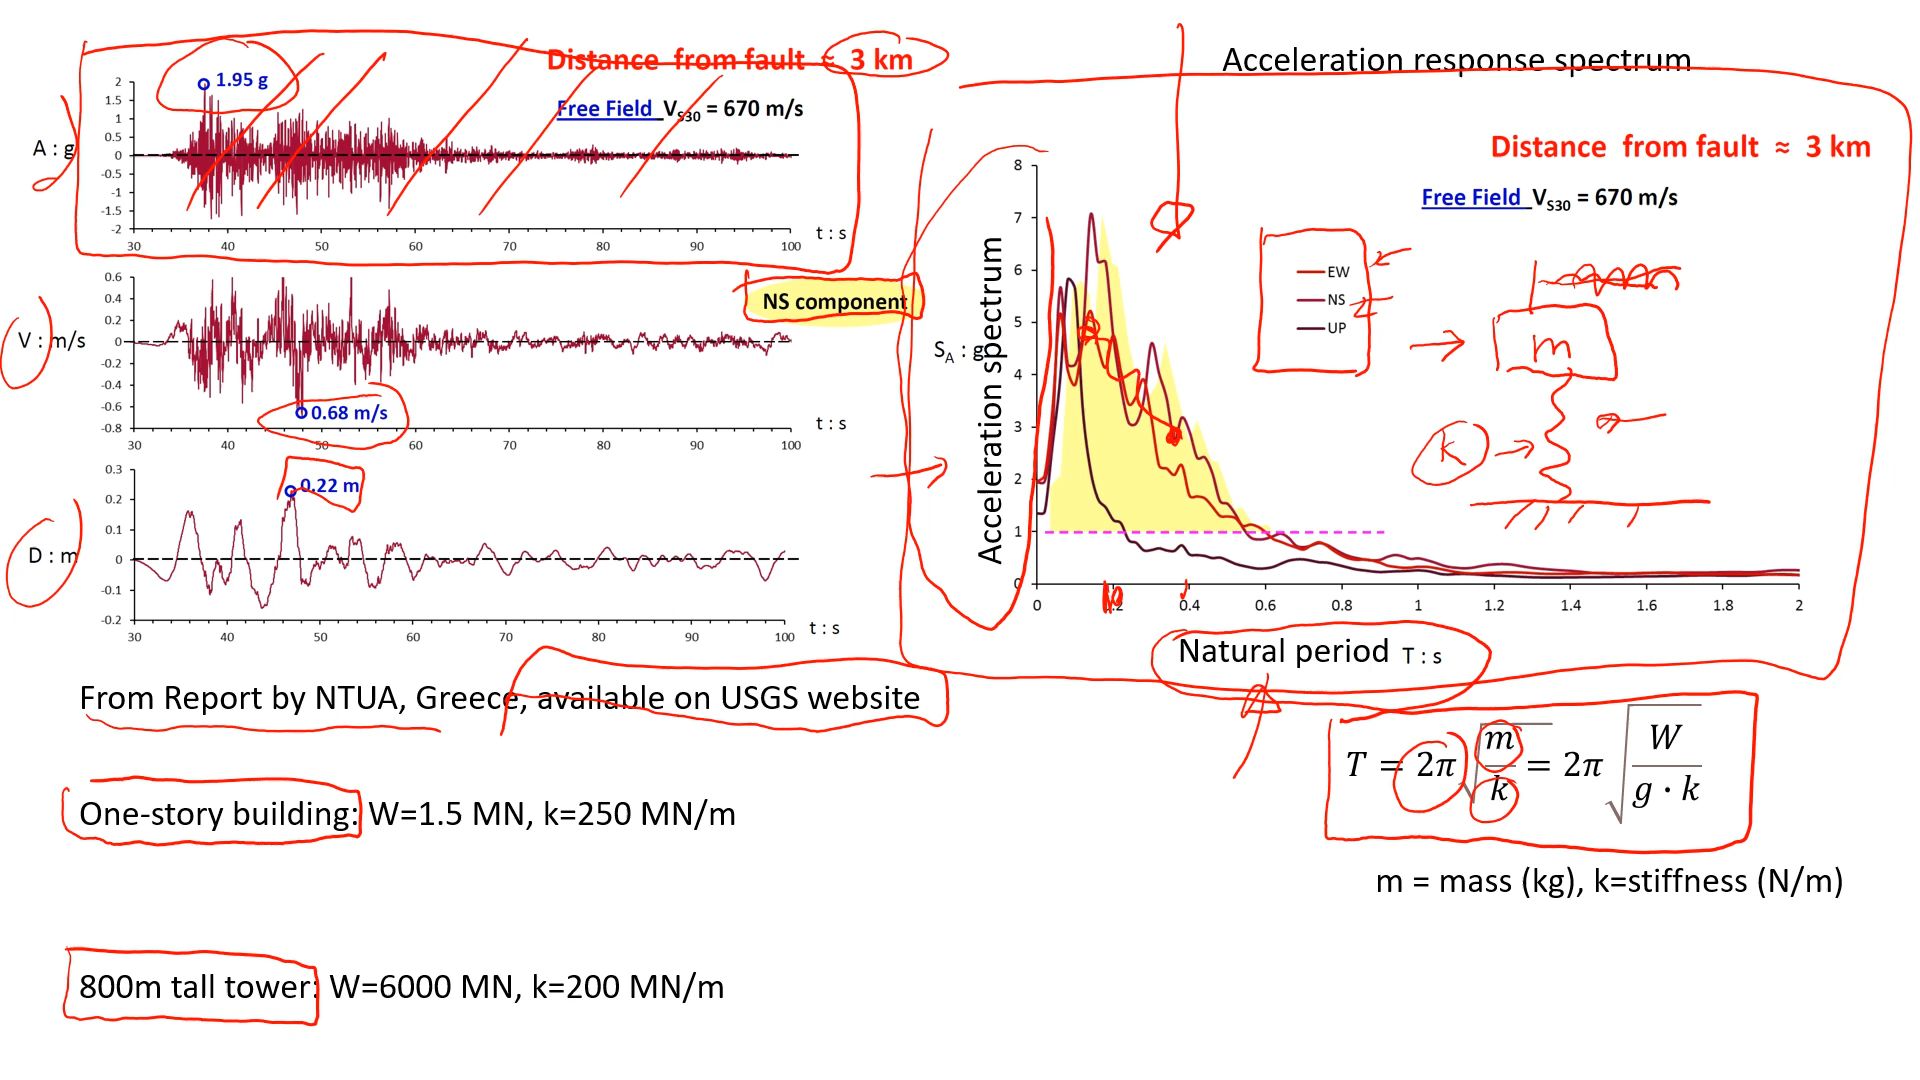 Distance from fault ≈ 3 km
1.95 g
Free Field V_S30 = 670 m/s
A : g
2
1.5
1
0.5
0
-0.5
-1
-1.5
-2
30 40 50 60 70 80 90 100
t : s
NS component
V : m/s
0.6
0.4
0.2
0
-0.2
-0.4
-0.6
-0.8
0.68 m/s
30 40 50 60 70 80 90 100
t : s
D : m
0.3
0.2
0.1
0
-0.1
-0.2
0.22 m
30 40 50 60 70 80 90 100
t : s
From Report by NTUA, Greece, available on USGS website
One-story building: W=1.5 MN, k=250 MN/m
800m tall tower: W=6000 MN, k=200 MN/m
Acceleration response spectrum
Distance from fault ≈ 3 km
Free Field V_S30 = 670 m/s
S_A : g
Acceleration spectrum
8
7
6
5
4
3
2
1
0
EW
NS
UP
m
k
0 0.2 0.4 0.6 0.8 1 1.2 1.4 1.6 1.8 2
Natural period T : s
T = 2π √(m/k) = 2π √(W/(g · k))
m = mass (kg), k=stiffness (N/m)